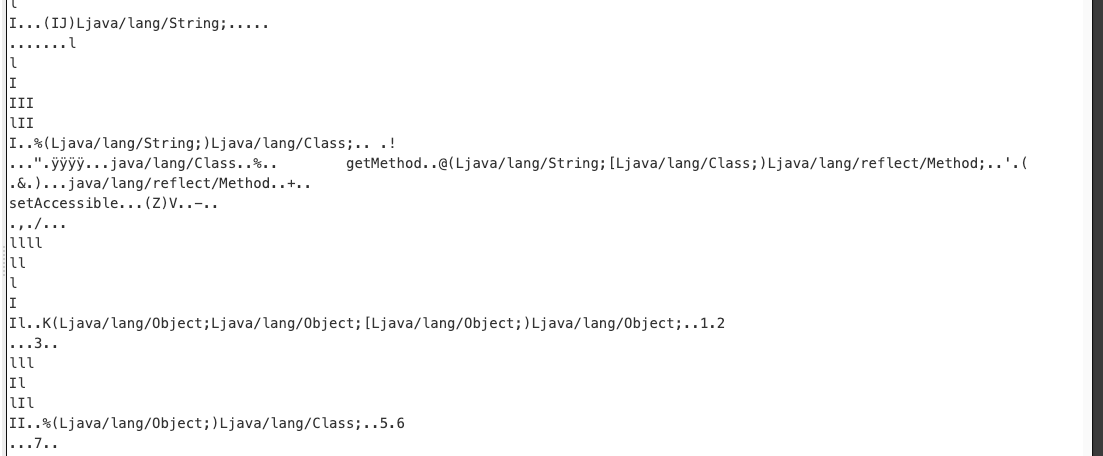 l
I...(IJ)Ljava/lang/String;.....
.......l
l
I
III
lII
I..%(Ljava/lang/String;)Ljava/lang/Class;.. .!
...".ÿÿÿÿ...java/lang/Class..%..        getMethod..@(Ljava/lang/String;[Ljava/lang/Class;)Ljava/lang/reflect/Method;..'.(
.&.)...java/lang/reflect/Method..+..
setAccessible...(Z)V..-..
.,./...
llll
ll
l
I
Il..K(Ljava/lang/Object;Ljava/lang/Object;[Ljava/lang/Object;)Ljava/lang/Object;..1.2
...3..
lll
Il
lIl
II..%(Ljava/lang/Object;)Ljava/lang/Class;..5.6
...7..